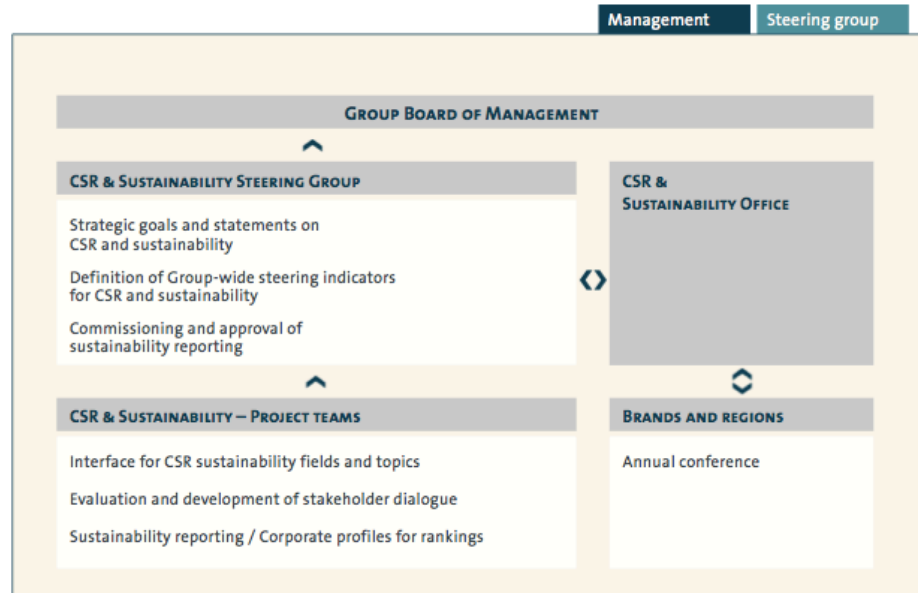 Management
Steering group
GROUP BOARD OF MANAGEMENT
CSR & SUSTAINABILITY STEERING GROUP
Strategic goals and statements on
CSR and sustainability
Definition of Group-wide steering indicators
for CSR and sustainability
Commissioning and approval of
sustainability reporting
CSR &
SUSTAINABILITY OFFICE
CSR & SUSTAINABILITY – PROJECT TEAMS
Interface for CSR sustainability fields and topics
Evaluation and development of stakeholder dialogue
Sustainability reporting / Corporate profiles for rankings
BRANDS AND REGIONS
Annual conference